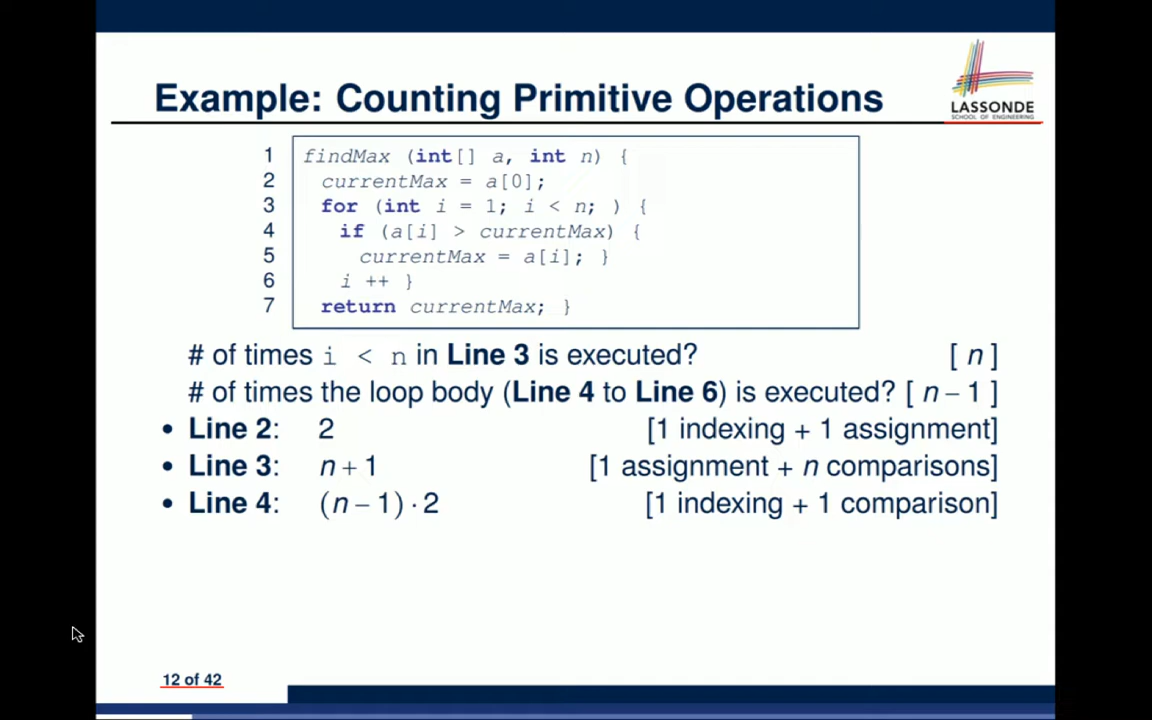 Example: Counting Primitive Operations
LASSONDE
SCHOOL OF ENGINEERING
1 findMax (int[] a, int n) {
2 currentMax = a[0];
3 for (int i = 1; i < n; ) {
4 if (a[i] > currentMax) {
5 currentMax = a[i]; }
6 i ++ }
7 return currentMax; }
# of times i < n in Line 3 is executed? [ n ]
# of times the loop body (Line 4 to Line 6) is executed? [ n – 1 ]
• Line 2: 2 [1 indexing + 1 assignment]
• Line 3: n + 1 [1 assignment + n comparisons]
• Line 4: (n – 1) · 2 [1 indexing + 1 comparison]
12 of 42